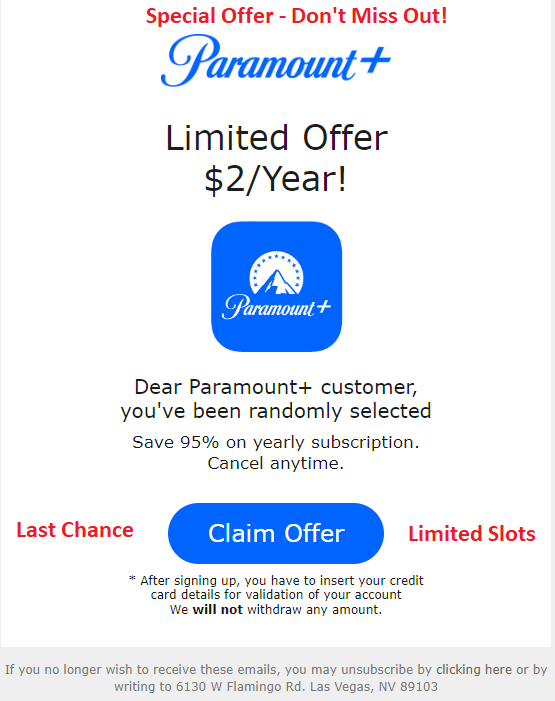 Special Offer - Don't Miss Out!
Paramount+
Limited Offer
$2/Year!
Paramount+
Dear Paramount+ customer,
you've been randomly selected
Save 95% on yearly subscription.
Cancel anytime.
Last Chance
Claim Offer
Limited Slots
* After signing up, you have to insert your credit
card details for validation of your account
We will not withdraw any amount.
If you no longer wish to receive these emails, you may unsubscribe by clicking here or by
writing to 6130 W Flamingo Rd. Las Vegas, NV 89103